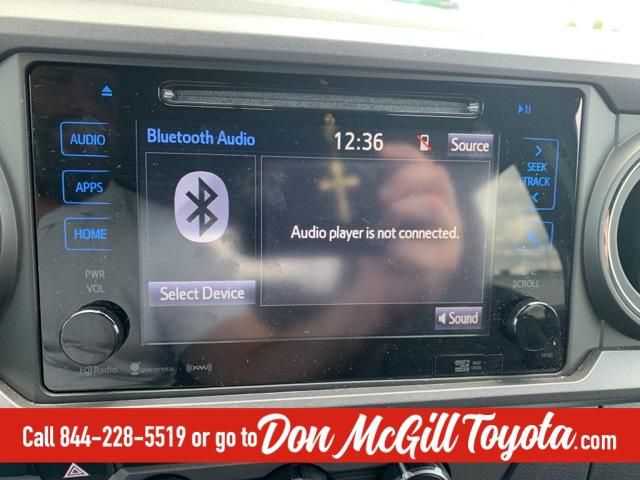 Bluetooth Audio 12:36 Source
AUDIO
APPS
HOME
PWR
VOL
SEEK
TRACK
SCROLL
Audio player is not connected.
Select Device
Sound
Call 844-228-5519 or go to Don McGill Toyota.com